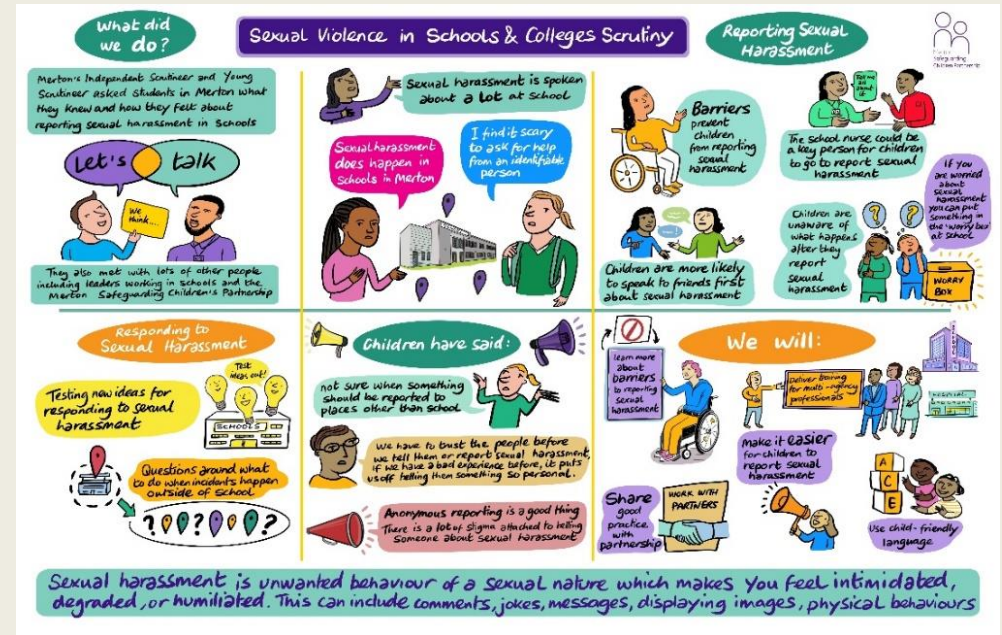 What did
we do?
Sexual Violence in Schools & Colleges Scrutiny
Reporting Sexual
Harassment
Merton
Safeguarding
Children Partnership
Merton's Independent Scrutineer and Young
Scrutineer asked students in Merton what
they knew and how they felt about
reporting sexual harassment in Schools
Let's talk
We
think....
They also met with lots of other people
including leaders working in schools and the
Merton Safeguarding Children's Partnership
Sexual harassment is spoken
about a lot at school
Sexual harassment
does happen in
schools in Merton
I find it scary
to ask for help
from an identifiable
person
Barriers
prevent
children
from reporting
sexual
harassment
Tell me
about
it
The school nurse could be
a key person for children
to go to report sexual
harassment
Children are more likely
to speak to friends first
about sexual harassment
Children are
unaware of
what happens
after they
report
sexual
harassment
? ?
If you
are worried
about
sexual
harassment
you can put
something in
the 'worry box'
at school
WORRY
BOX
Responding to
Sexual Harassment
Testing new ideas for
responding to sexual
harassment
Test
ideas out!
SCHOOLS
Questions around what
to do when incidents happen
outside of school
? ? ? ?
Children have said:
not sure when something
should be reported to
places other than school
We have to trust the people before
we tell them or report sexual harassment,
if we have a bad experience before, it puts
us off telling them something so personal.
Anonymous reporting is a good thing
There is a lot of stigma attached to telling
Someone about sexual harassment
We will:
learn more
about
barriers
to reporting
sexual
harassment
Deliver training
for multi-agency
professionals
HOSPITAL
Make it easier
for children to
report sexual
harassment
Share
good
practice
with
partnership
WORK WITH
PARTNERS
A
C E
Use child-friendly
language
Sexual harassment is unwanted behaviour of a sexual nature which makes you feel intimidated,
degraded, or humiliated. This can include comments, jokes, messages, displaying images, physical behaviours